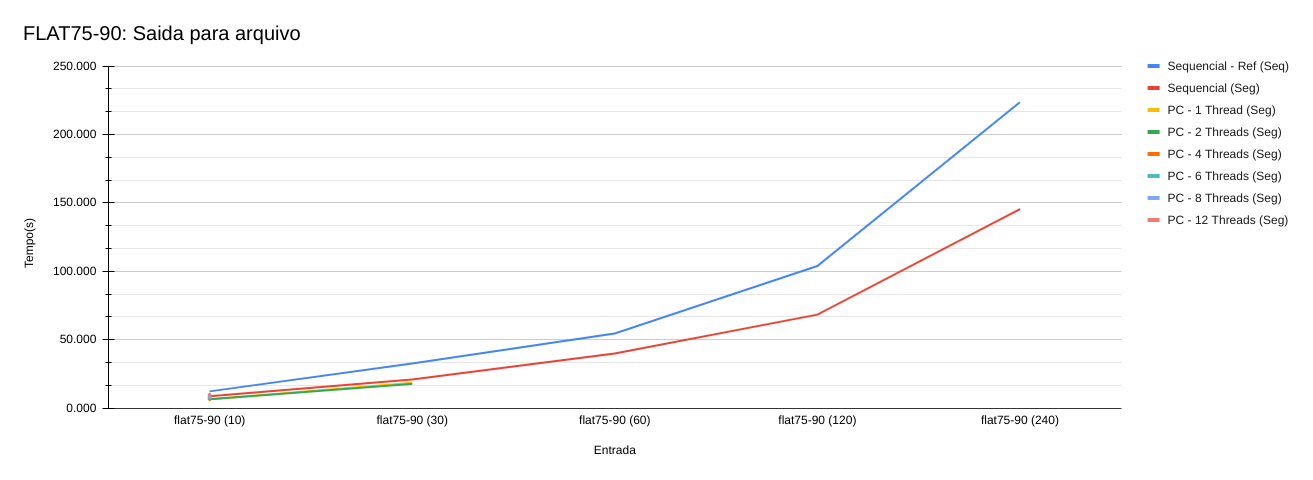 FLAT75-90: Saida para arquivo
250.000
200.000
150.000
100.000
50.000
0.000
Tempo(s)
flat75-90 (10)
flat75-90 (30)
flat75-90 (60)
flat75-90 (120)
flat75-90 (240)
Entrada
Sequencial - Ref (Seq)
Sequencial (Seg)
PC - 1 Thread (Seg)
PC - 2 Threads (Seg)
PC - 4 Threads (Seg)
PC - 6 Threads (Seg)
PC - 8 Threads (Seg)
PC - 12 Threads (Seg)